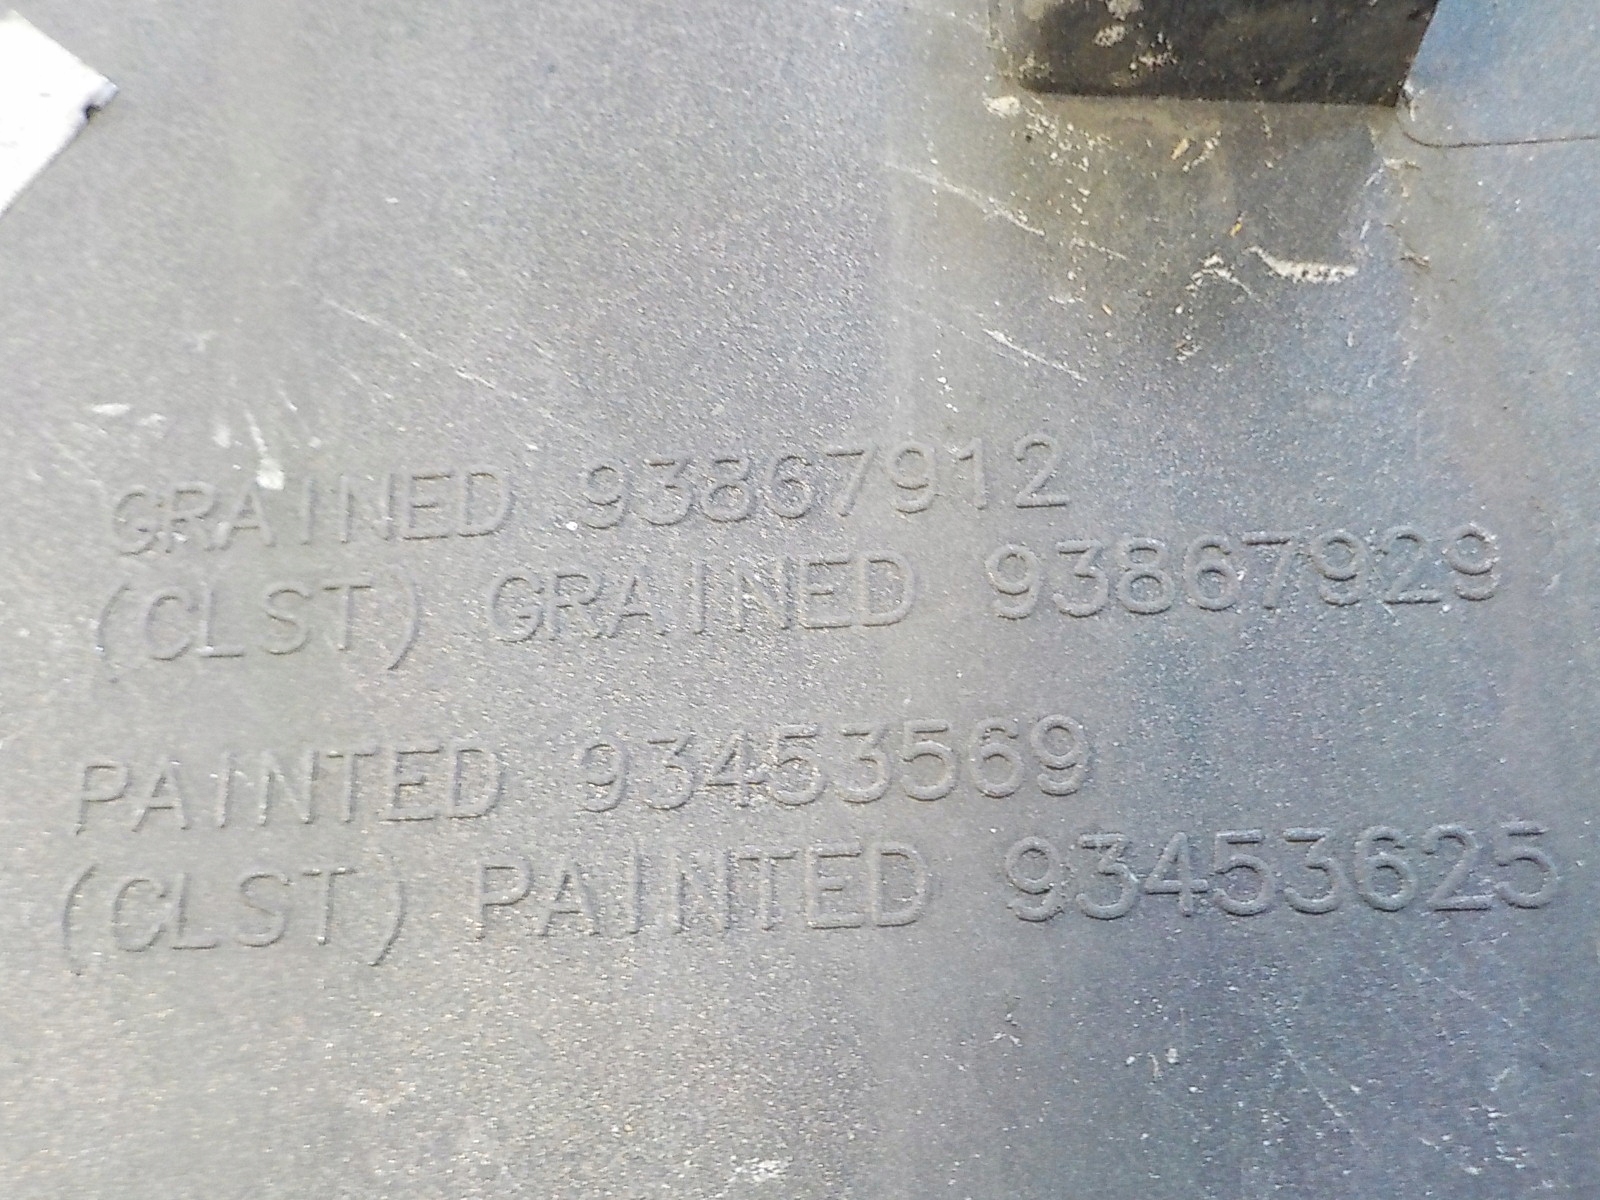 GRAINED 93867912
(CLST) GRAINED 93867929
PAINTED 93453569
(CLST) PAINTED 93453625